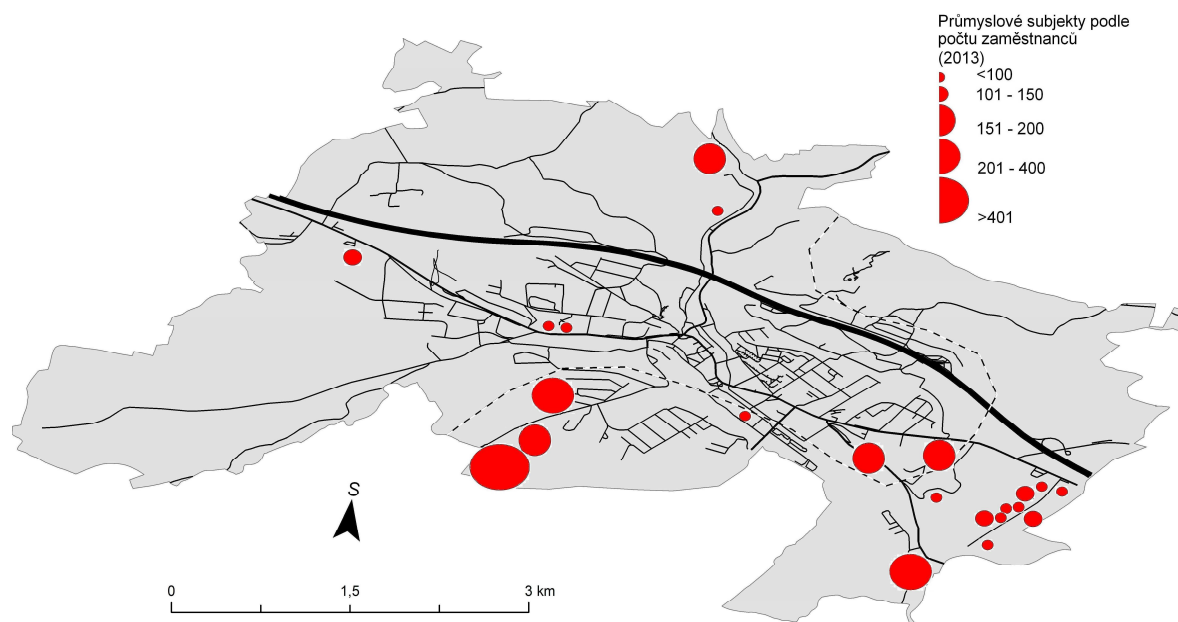 Průmyslové subjekty podle
počtu zaměstnanců
(2013)
<100
101 - 150
151 - 200
201 - 400
>401
S
0
1,5
3 km